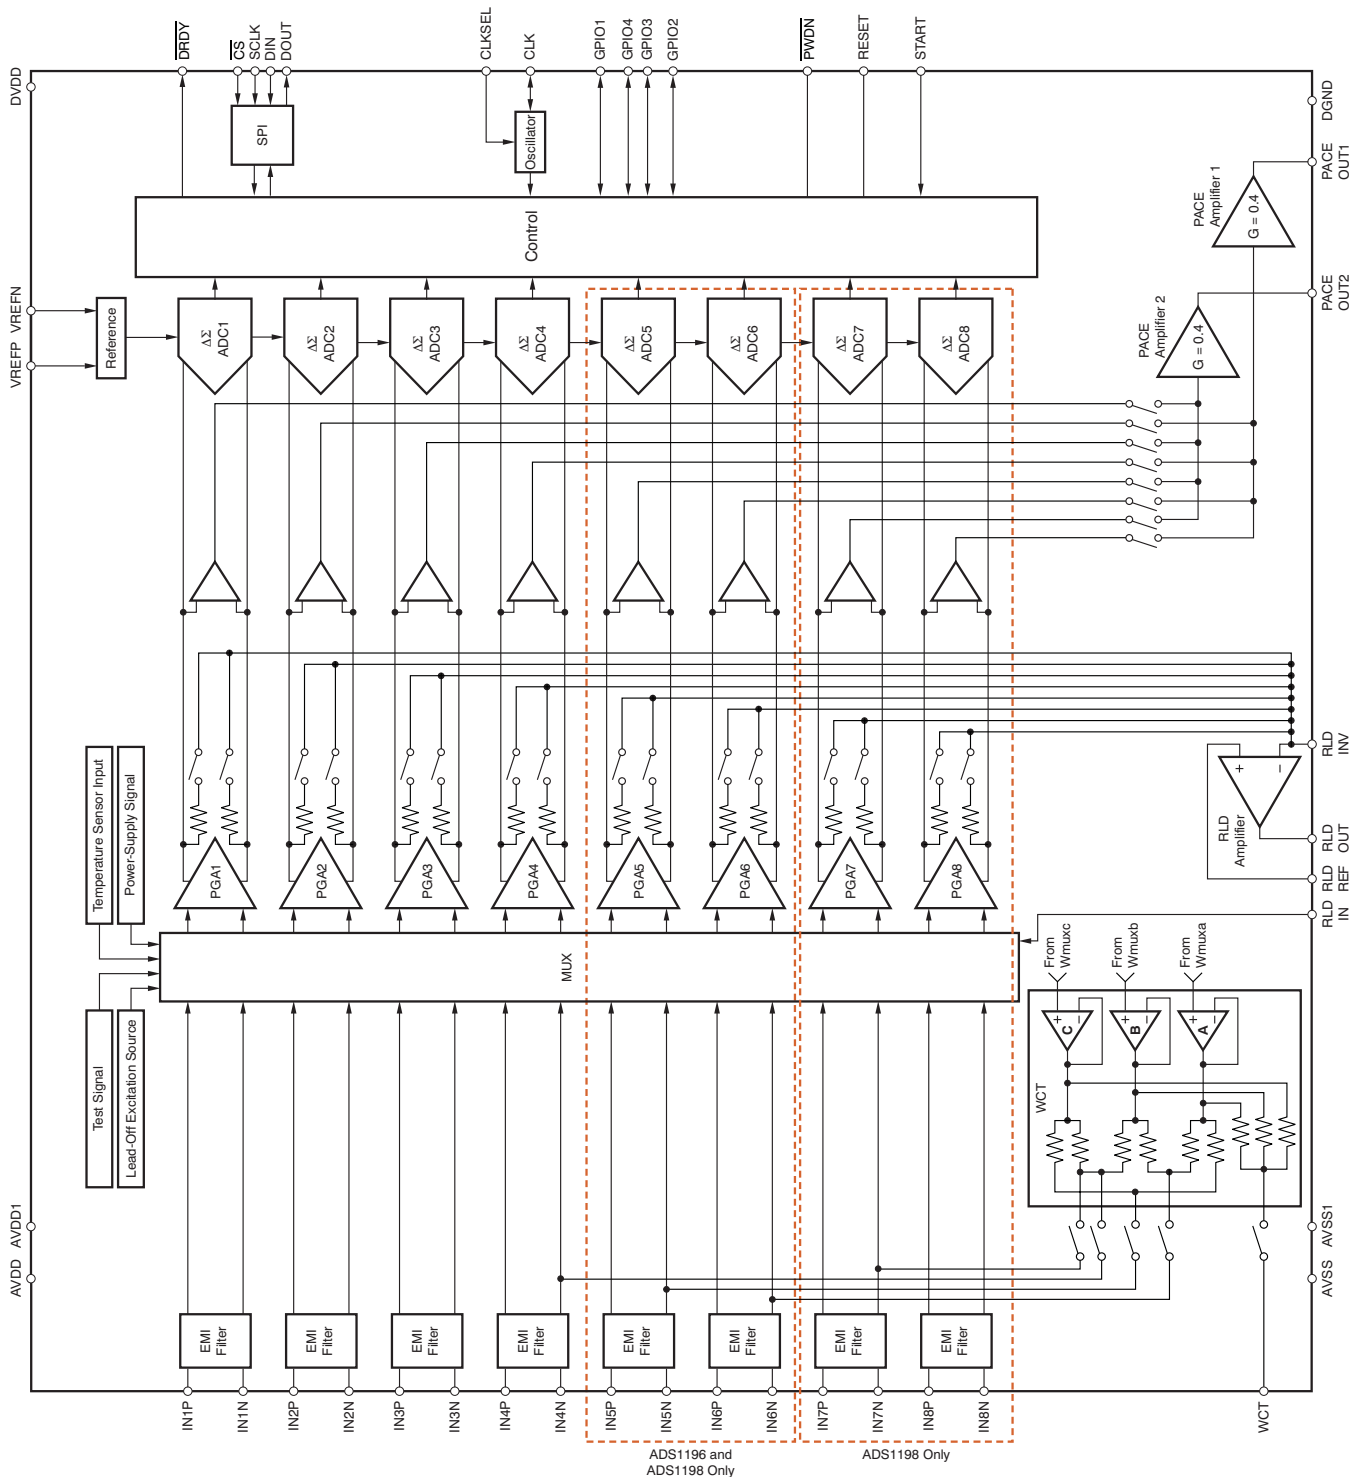 DRDY
CS
SCLK
DIN
DOUT
CLKSEL
CLK
GPIO1
GPIO4
GPIO3
GPIO2
PWDN
RESET
START
DVDD
DGND
SPI
Oscillator
Control
PACE
OUT1
PACE
Amplifier 1
G = 0.4
PACE
OUT2
PACE
Amplifier 2
G = 0.4
VREFP
VREFN
Reference
ΔΣ
ADC1
ΔΣ
ADC2
ΔΣ
ADC3
ΔΣ
ADC4
ΔΣ
ADC5
ΔΣ
ADC6
ΔΣ
ADC7
ΔΣ
ADC8
Temperature Sensor Input
Power-Supply Signal
PGA1
PGA2
PGA3
PGA4
PGA5
PGA6
PGA7
PGA8
+
−
RLD
Amplifier
RLD
INV
RLD
OUT
RLD
REF
RLD
IN
MUX
Test Signal
Lead-Off Excitation Source
From
Wmuxc
From
Wmuxb
From
Wmuxa
+
−
C
+
−
B
+
−
A
WCT
AVDD1
AVDD
AVSS1
AVSS
EMI
Filter
EMI
Filter
EMI
Filter
EMI
Filter
EMI
Filter
EMI
Filter
EMI
Filter
EMI
Filter
IN1P
IN1N
IN2P
IN2N
IN3P
IN3N
IN4P
IN4N
IN5P
IN5N
IN6P
IN6N
IN7P
IN7N
IN8P
IN8N
WCT
ADS1196 and
ADS1198 Only
ADS1198 Only